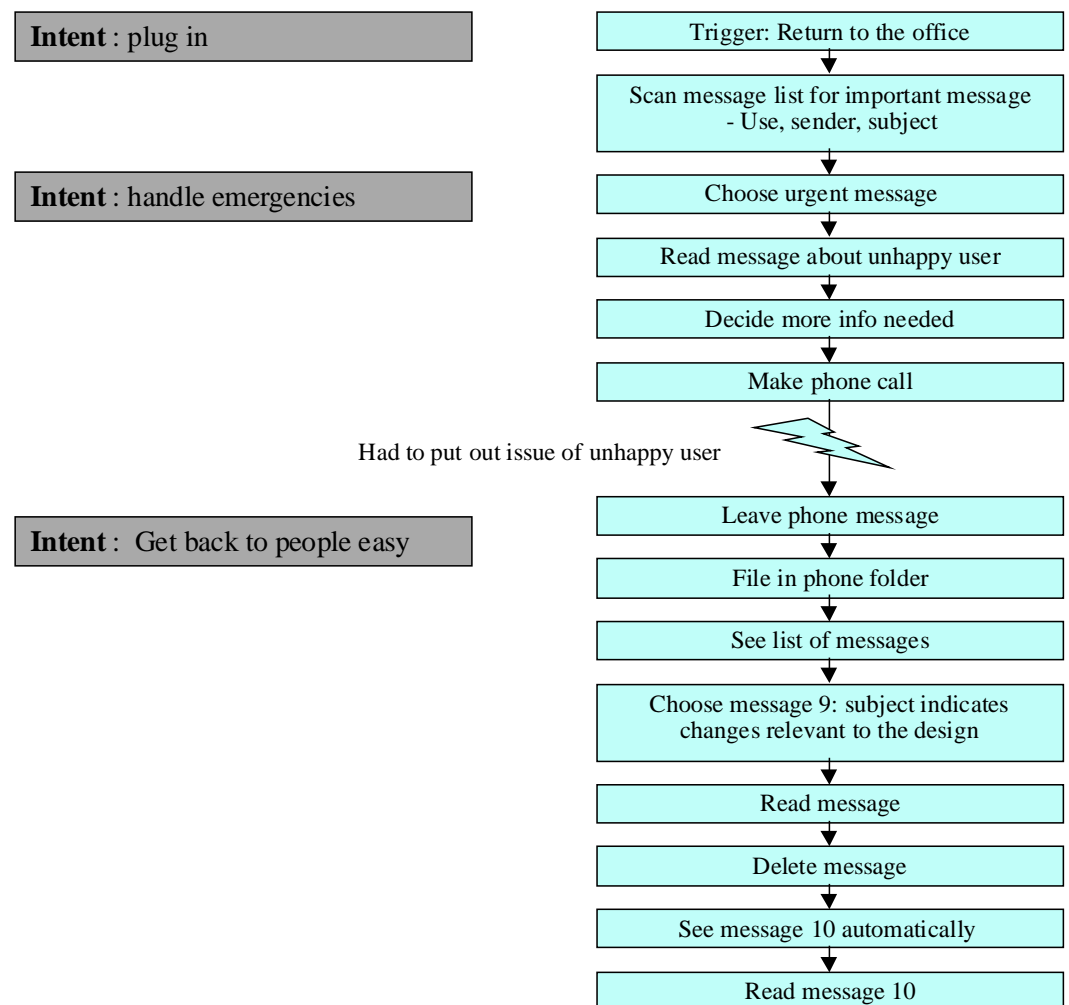 Intent : plug in
Trigger: Return to the office
Scan message list for important message
- Use, sender, subject
Intent : handle emergencies
Choose urgent message
Read message about unhappy user
Decide more info needed
Make phone call
Had to put out issue of unhappy user
Leave phone message
Intent : Get back to people easy
File in phone folder
See list of messages
Choose message 9: subject indicates
changes relevant to the design
Read message
Delete message
See message 10 automatically
Read message 10